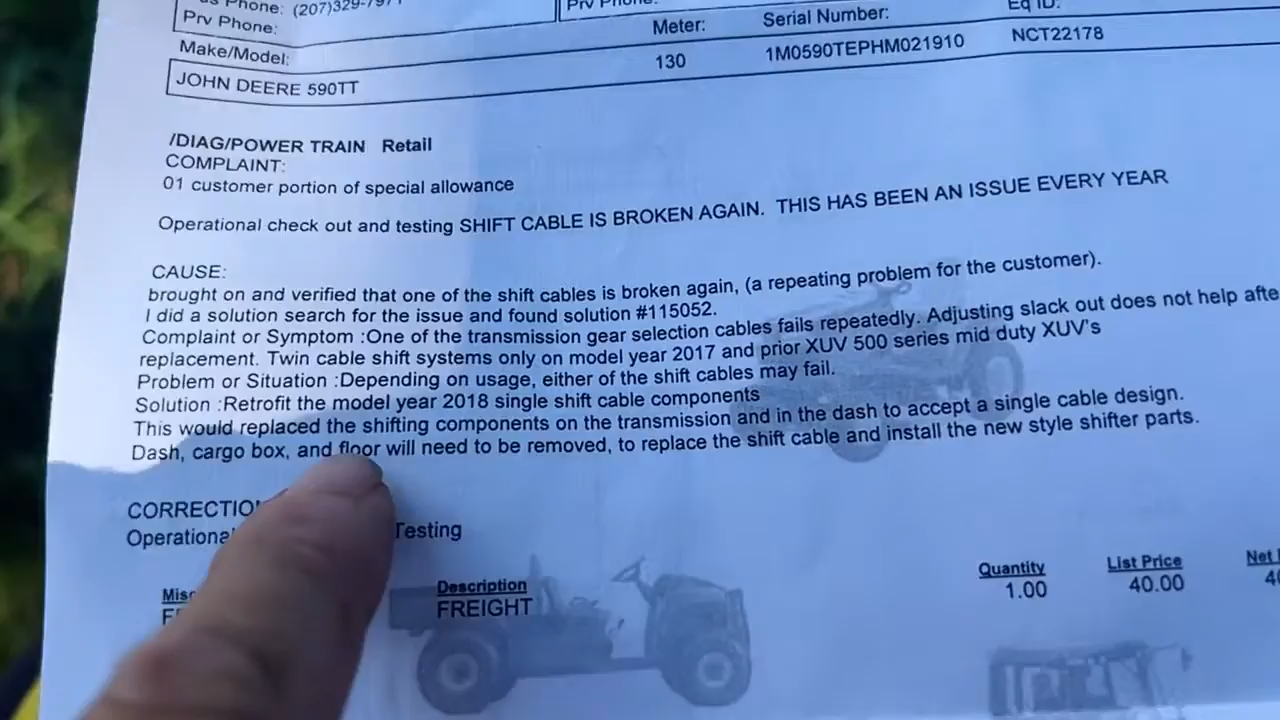 Phone: (207)329-7971
Prv Phone:
Prv Phone:
Make/Model:
Meter:
Serial Number:
Eq ID:
JOHN DEERE 590TT
130
1M0590TEPHM021910
NCT22178
/DIAG/POWER TRAIN Retail
COMPLAINT:
01 customer portion of special allowance
Operational check out and testing SHIFT CABLE IS BROKEN AGAIN. THIS HAS BEEN AN ISSUE EVERY YEAR
CAUSE:
brought on and verified that one of the shift cables is broken again, (a repeating problem for the customer).
I did a solution search for the issue and found solution #115052.
Complaint or Symptom :One of the transmission gear selection cables fails repeatedly. Adjusting slack out does not help afte
replacement. Twin cable shift systems only on model year 2017 and prior XUV 500 series mid duty XUV's
Problem or Situation :Depending on usage, either of the shift cables may fail.
Solution :Retrofit the model year 2018 single shift cable components
This would replaced the shifting components on the transmission and in the dash to accept a single cable design.
Dash, cargo box, and floor will need to be removed, to replace the shift cable and install the new style shifter parts.
CORRECTIO
Operationa Testing
Misc
Description
Quantity
List Price
Net
FREIGHT
1.00
40.00